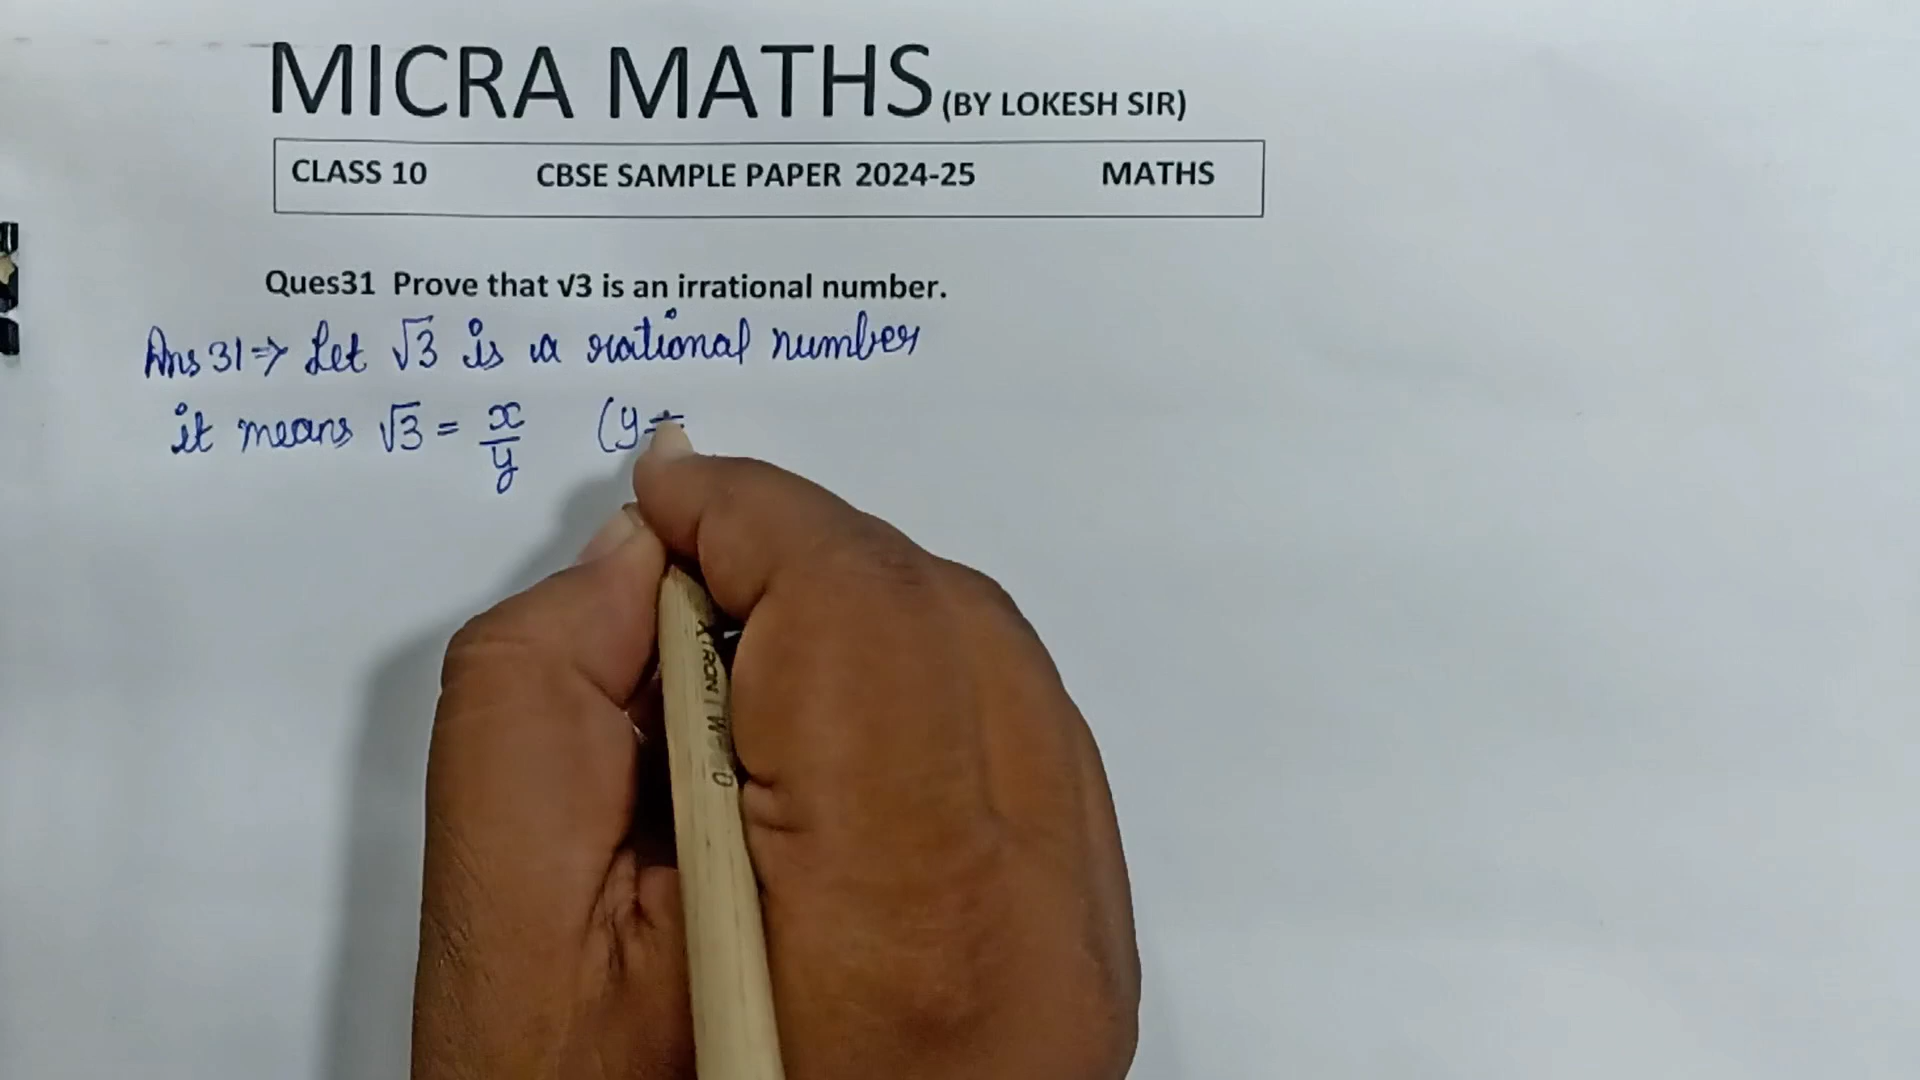 MICRA MATHS (BY LOKESH SIR)
CLASS 10 CBSE SAMPLE PAPER 2024-25 MATHS
Ques31 Prove that √3 is an irrational number.
Ans 31 ⇒ Let √3 is a rational number
it means √3 = x/y (y=